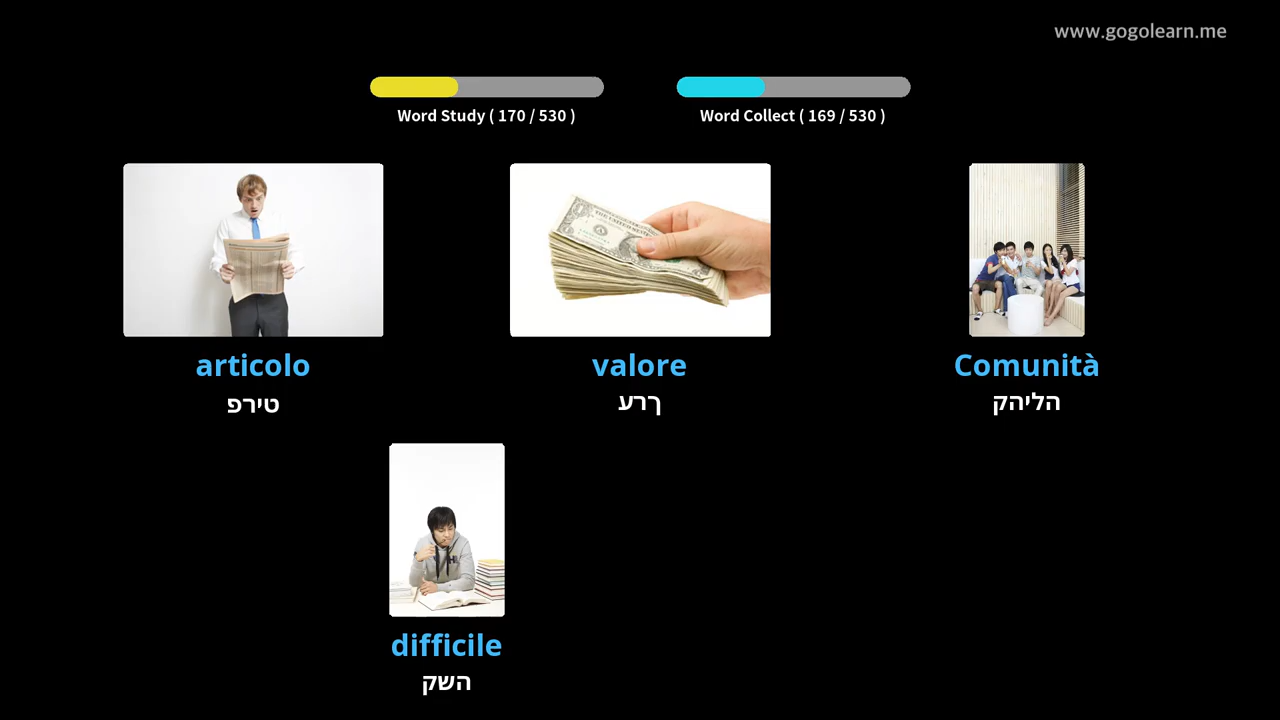 www.gogolearn.me
Word Study ( 170 / 530 )
Word Collect ( 169 / 530 )
articolo
טירפ
valore
ךרע
Comunità
הליהק
difficile
השק